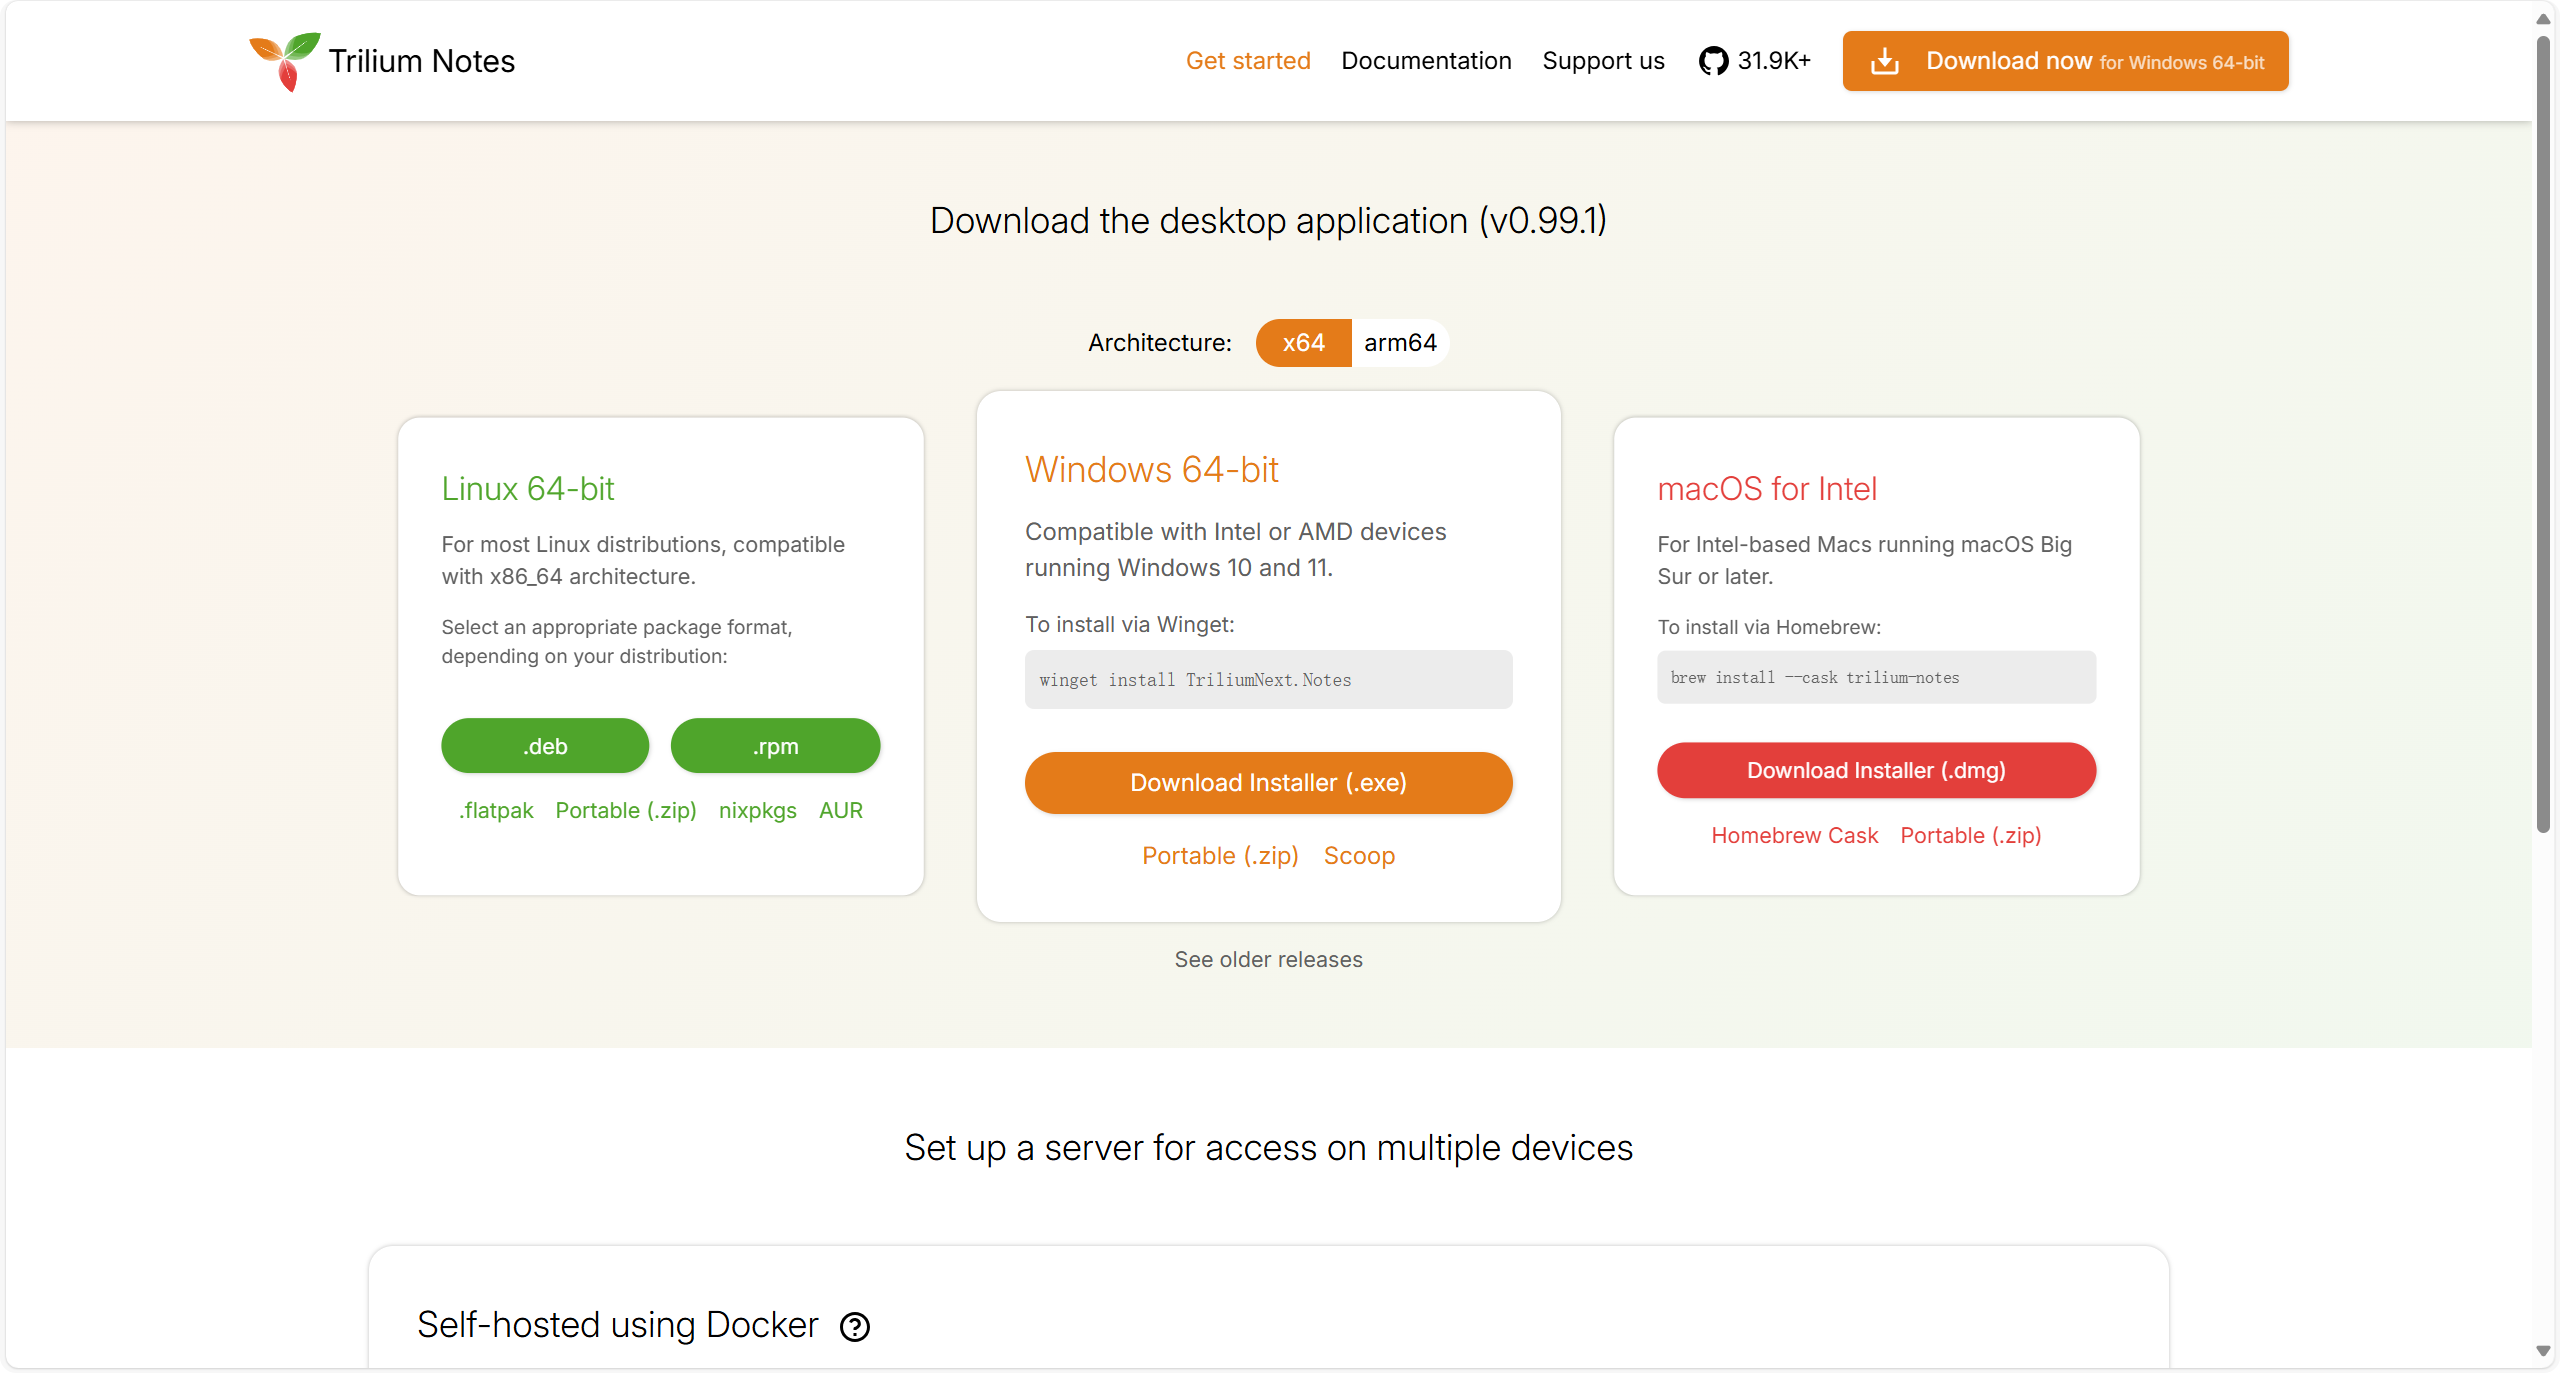 Trilium Notes
Get started
Documentation
Support us
31.9K+
Download now for Windows 64-bit
Download the desktop application (v0.99.1)
Architecture:
x64
arm64
Linux 64-bit
For most Linux distributions, compatible
with x86_64 architecture.
Select an appropriate package format,
depending on your distribution:
.deb
.rpm
.flatpak
Portable (.zip)
nixpkgs
AUR
Windows 64-bit
Compatible with Intel or AMD devices
running Windows 10 and 11.
To install via Winget:
winget install TriliumNext.Notes
Download Installer (.exe)
Portable (.zip)
Scoop
macOS for Intel
For Intel-based Macs running macOS Big
Sur or later.
To install via Homebrew:
brew install --cask trilium-notes
Download Installer (.dmg)
Homebrew Cask
Portable (.zip)
See older releases
Set up a server for access on multiple devices
Self-hosted using Docker